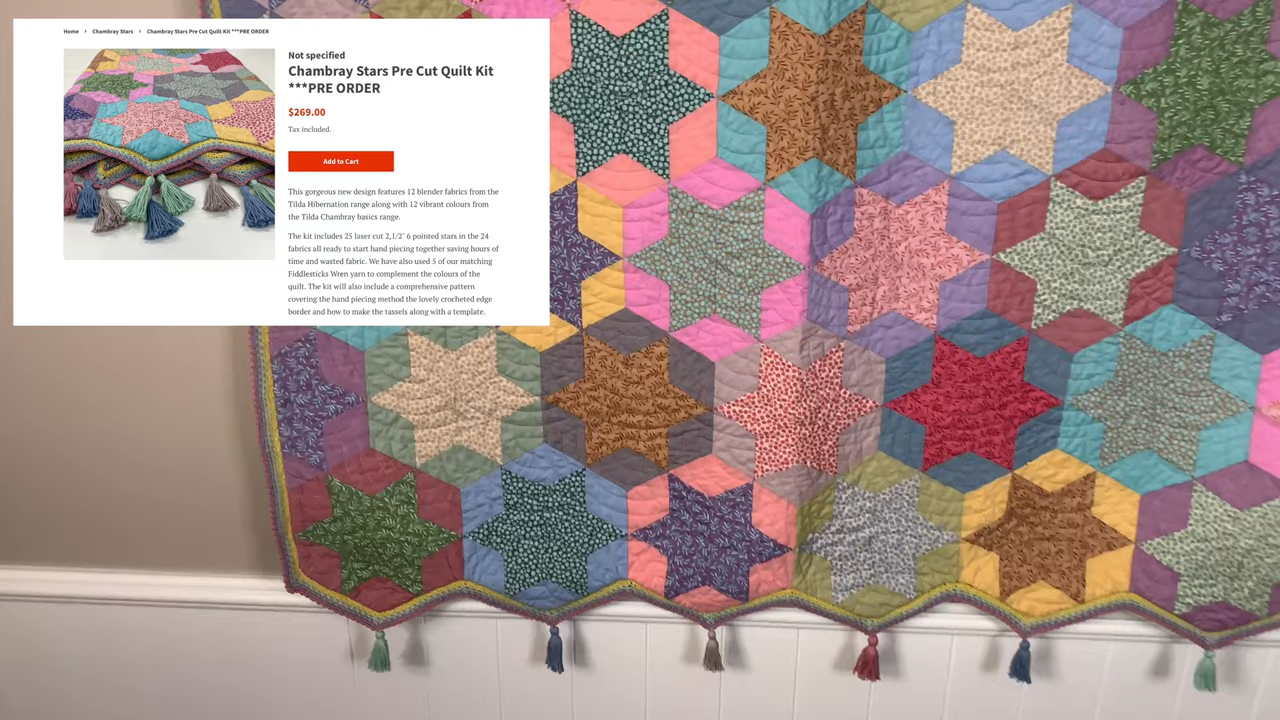 Home › Chambray Stars › Chambray Stars Pre Cut Quilt Kit ***PRE ORDER
Not specified
Chambray Stars Pre Cut Quilt Kit
***PRE ORDER
$269.00
Tax included.
Add to Cart
This gorgeous new design features 12 blender fabrics from the
Tilda Hibernation range along with 12 vibrant colours from
the Tilda Chambray basics range.
The kit includes 25 laser cut 2,1/2' 6 pointed stars in the 24
fabrics all ready to start hand piecing together saving hours of
time and wasted fabric. We have also used 5 of our matching
Fiddlesticks Wren yarn to complement the colours of the
quilt. The kit will also include a comprehensive pattern
covering the hand piecing method the lovely crocheted edge
border and how to make the tassels along with a template.